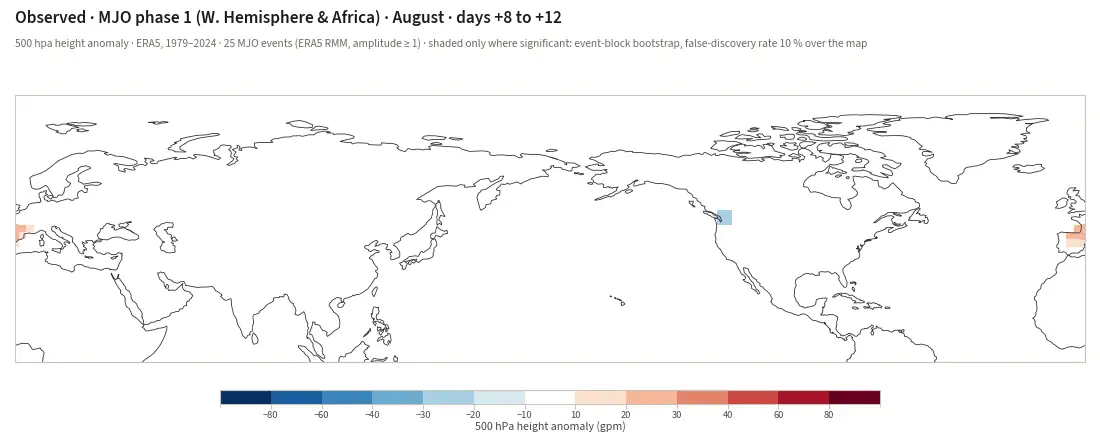 Observed · MJO phase 1 (W. Hemisphere & Africa) · August · days +8 to +12
500 hpa height anomaly · ERA5, 1979–2024 · 25 MJO events (ERA5 RMM, amplitude ≥ 1) · shaded only where significant: event-block bootstrap, false-discovery rate 10 % over the map
−80 −60 −40 −30 −20 −10 10 20 30 40 60 80
500 hPa height anomaly (gpm)